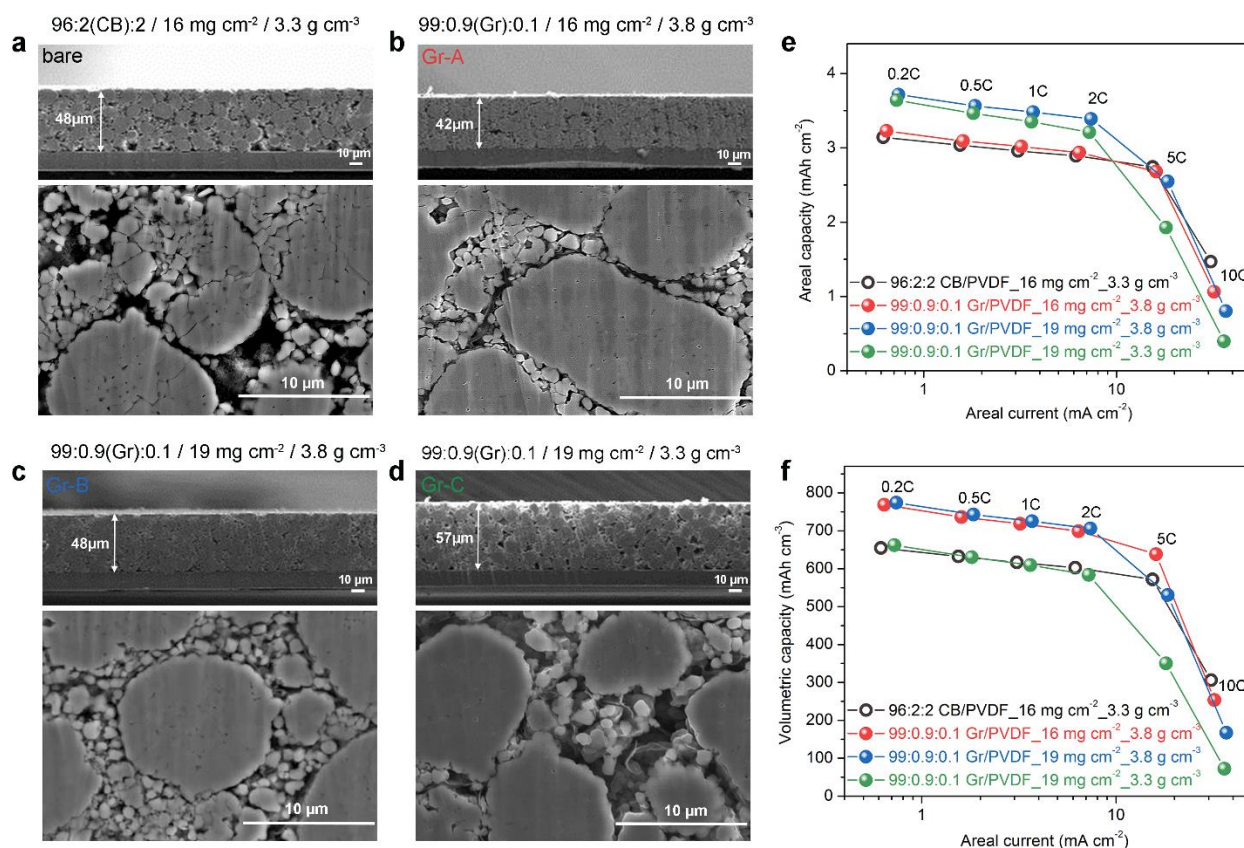 96:2(CB):2 / 16 mg cm⁻² / 3.3 g cm⁻³
a
bare
48μm
10 μm
10 μm
99:0.9(Gr):0.1 / 16 mg cm⁻² / 3.8 g cm⁻³
b
Gr-A
42μm
10 μm
10 μm
e
Areal capacity (mAh cm⁻²)
4
3
2
1
0
0.2C
0.5C
1C
2C
5C
10C
96:2:2 CB/PVDF_16 mg cm⁻²_3.3 g cm⁻³
99:0.9:0.1 Gr/PVDF_16 mg cm⁻²_3.8 g cm⁻³
99:0.9:0.1 Gr/PVDF_19 mg cm⁻²_3.8 g cm⁻³
99:0.9:0.1 Gr/PVDF_19 mg cm⁻²_3.3 g cm⁻³
1
10
Areal current (mA cm⁻²)
99:0.9(Gr):0.1 / 19 mg cm⁻² / 3.8 g cm⁻³
c
Gr-B
48μm
10 μm
10 μm
99:0.9(Gr):0.1 / 19 mg cm⁻² / 3.3 g cm⁻³
d
Gr-C
57μm
10 μm
10 μm
f
Volumetric capacity (mAh cm⁻³)
800
700
600
500
400
300
200
100
0
0.2C
0.5C
1C
2C
5C
10C
96:2:2 CB/PVDF_16 mg cm⁻²_3.3 g cm⁻³
99:0.9:0.1 Gr/PVDF_16 mg cm⁻²_3.8 g cm⁻³
99:0.9:0.1 Gr/PVDF_19 mg cm⁻²_3.8 g cm⁻³
99:0.9:0.1 Gr/PVDF_19 mg cm⁻²_3.3 g cm⁻³
1
10
Areal current (mA cm⁻²)